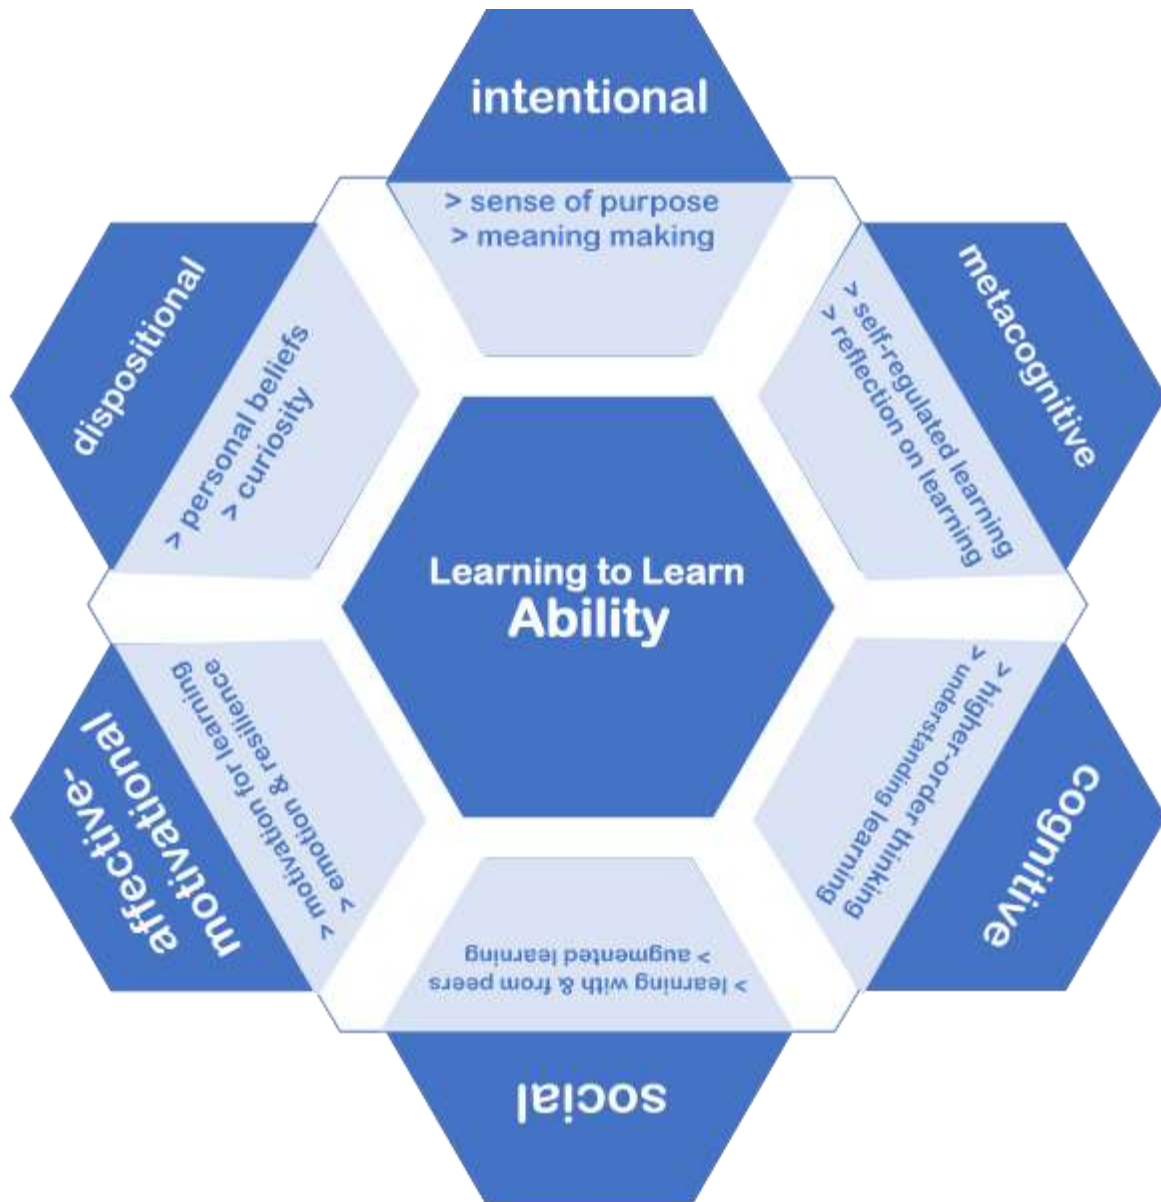 intentional
> sense of purpose
> meaning making
metacognitive
> self-regulated learning
> reflection on learning
cognitive
> higher-order thinking
> understanding learning
social
> learning with & from peers
> augmented learning
affective-
motivational
> motivation for learning
> emotion & resilience
dispositional
> personal beliefs
> curiosity
Learning to Learn
Ability